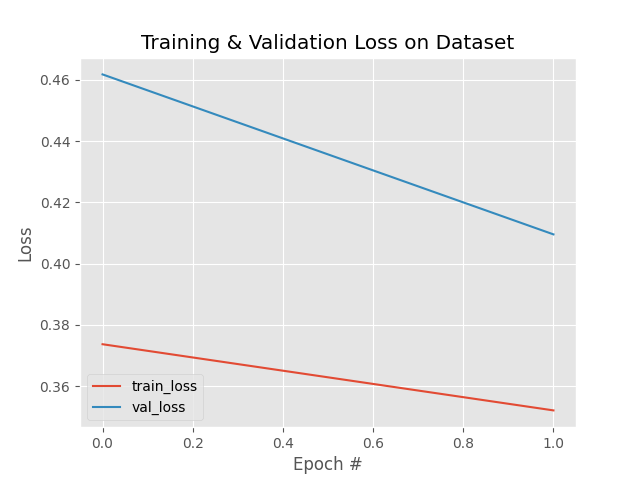 Training & Validation Loss on Dataset
Loss
0.46
0.44
0.42
0.40
0.38
0.36
train_loss
val_loss
0.0 0.2 0.4 0.6 0.8 1.0
Epoch #